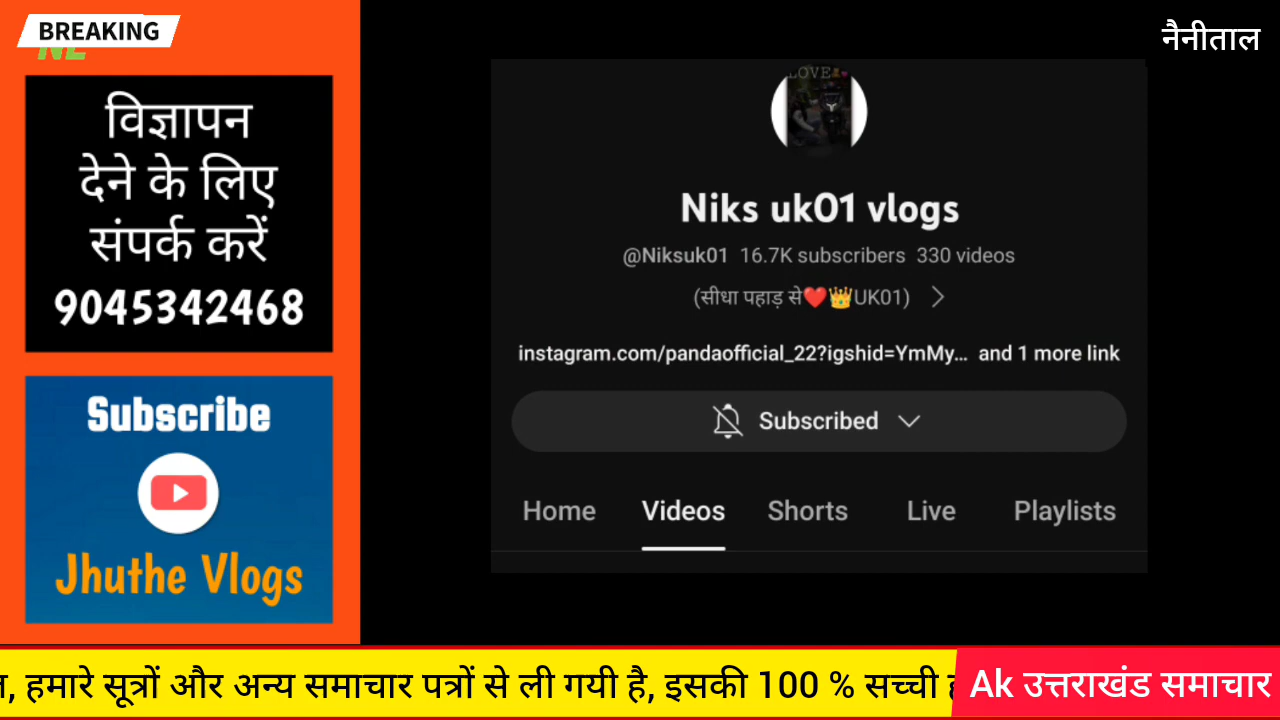 BREAKING
विज्ञापन
देने के लिए
संपर्क करें
9045342468
Subscribe
Jhuthe Vlogs
नैनीताल
LOVE
Niks uk01 vlogs
@Niksuk01 16.7K subscribers 330 videos
(सीधा पहाड़ से❤️👑UK01)
instagram.com/pandaofficial_22?igshid=YmMy... and 1 more link
Subscribed
Home Videos Shorts Live Playlists
हमारे सूत्रों और अन्य समाचार पत्रों से ली गयी है, इसकी 100 % सच्ची
Ak उत्तराखंड समाचार